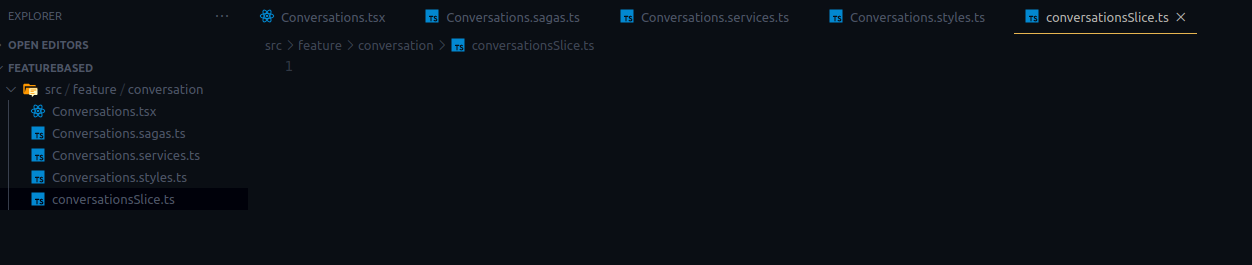 EXPLORER ···
OPEN EDITORS
FEATUREBASED
src / feature / conversation
Conversations.tsx
TS Conversations.sagas.ts
TS Conversations.services.ts
TS Conversations.styles.ts
TS conversationsSlice.ts
Conversations.tsx TS Conversations.sagas.ts TS Conversations.services.ts TS Conversations.styles.ts TS conversationsSlice.ts ×
src > feature > conversation > TS conversationsSlice.ts
1